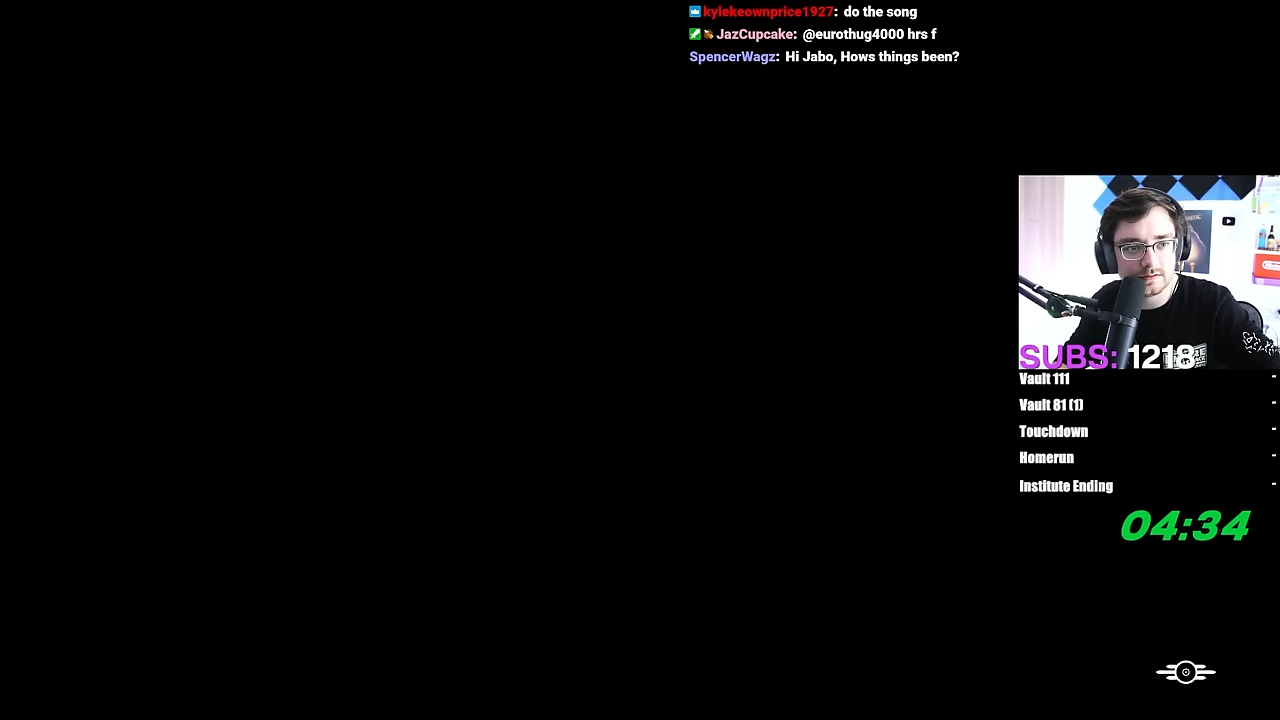 kylekeownprice1927: do the song
JazCupcake: @eurothug4000 hrs f
SpencerWagz: Hi Jabo, Hows things been?
SUBS: 1218
Vault 111 -
Vault 81 (1) -
Touchdown -
Homerun -
Institute Ending -
04:34